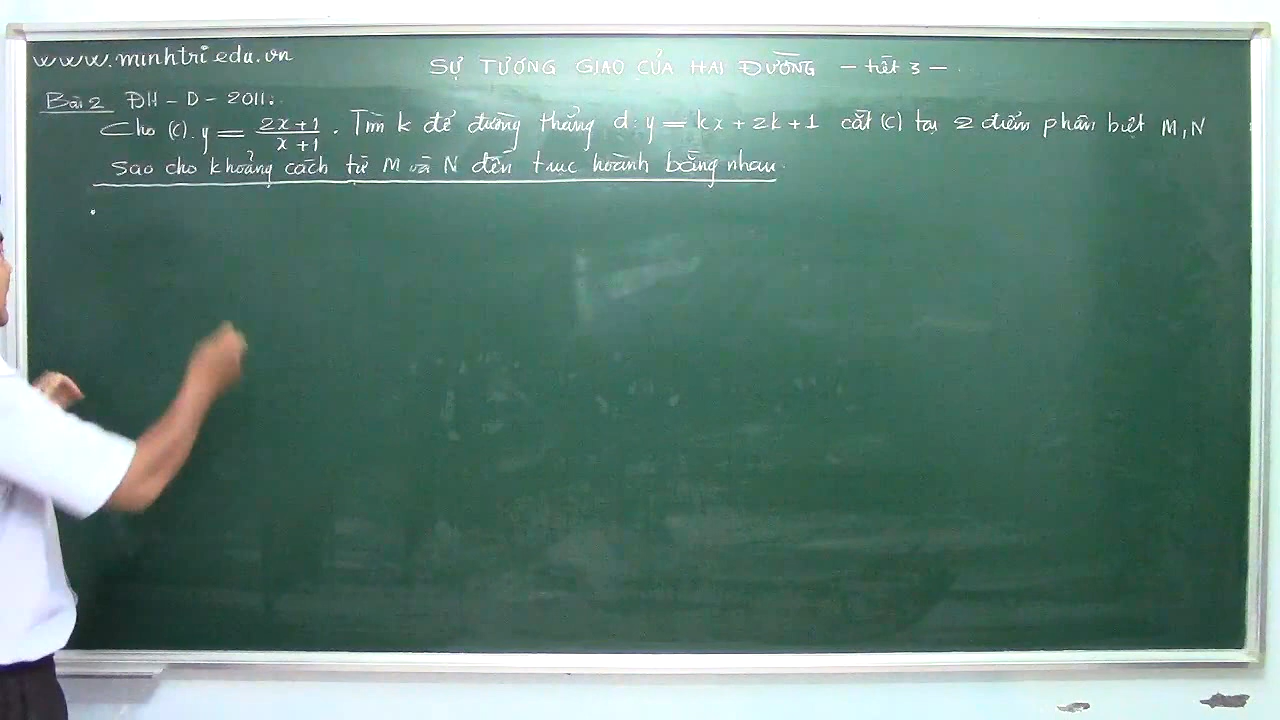 www.minhtriedu.vn
SỰ TƯƠNG GIAO CỦA HAI ĐƯỜNG – tiết 3 –
Bài 2 ĐH – D – 2011.
Cho (C): y = 2x+1 / x+1 . Tìm k để đường thẳng d: y = kx + 2k + 1 cắt (C) tại 2 điểm phân biệt M, N
sao cho khoảng cách từ M và N đến trục hoành bằng nhau.